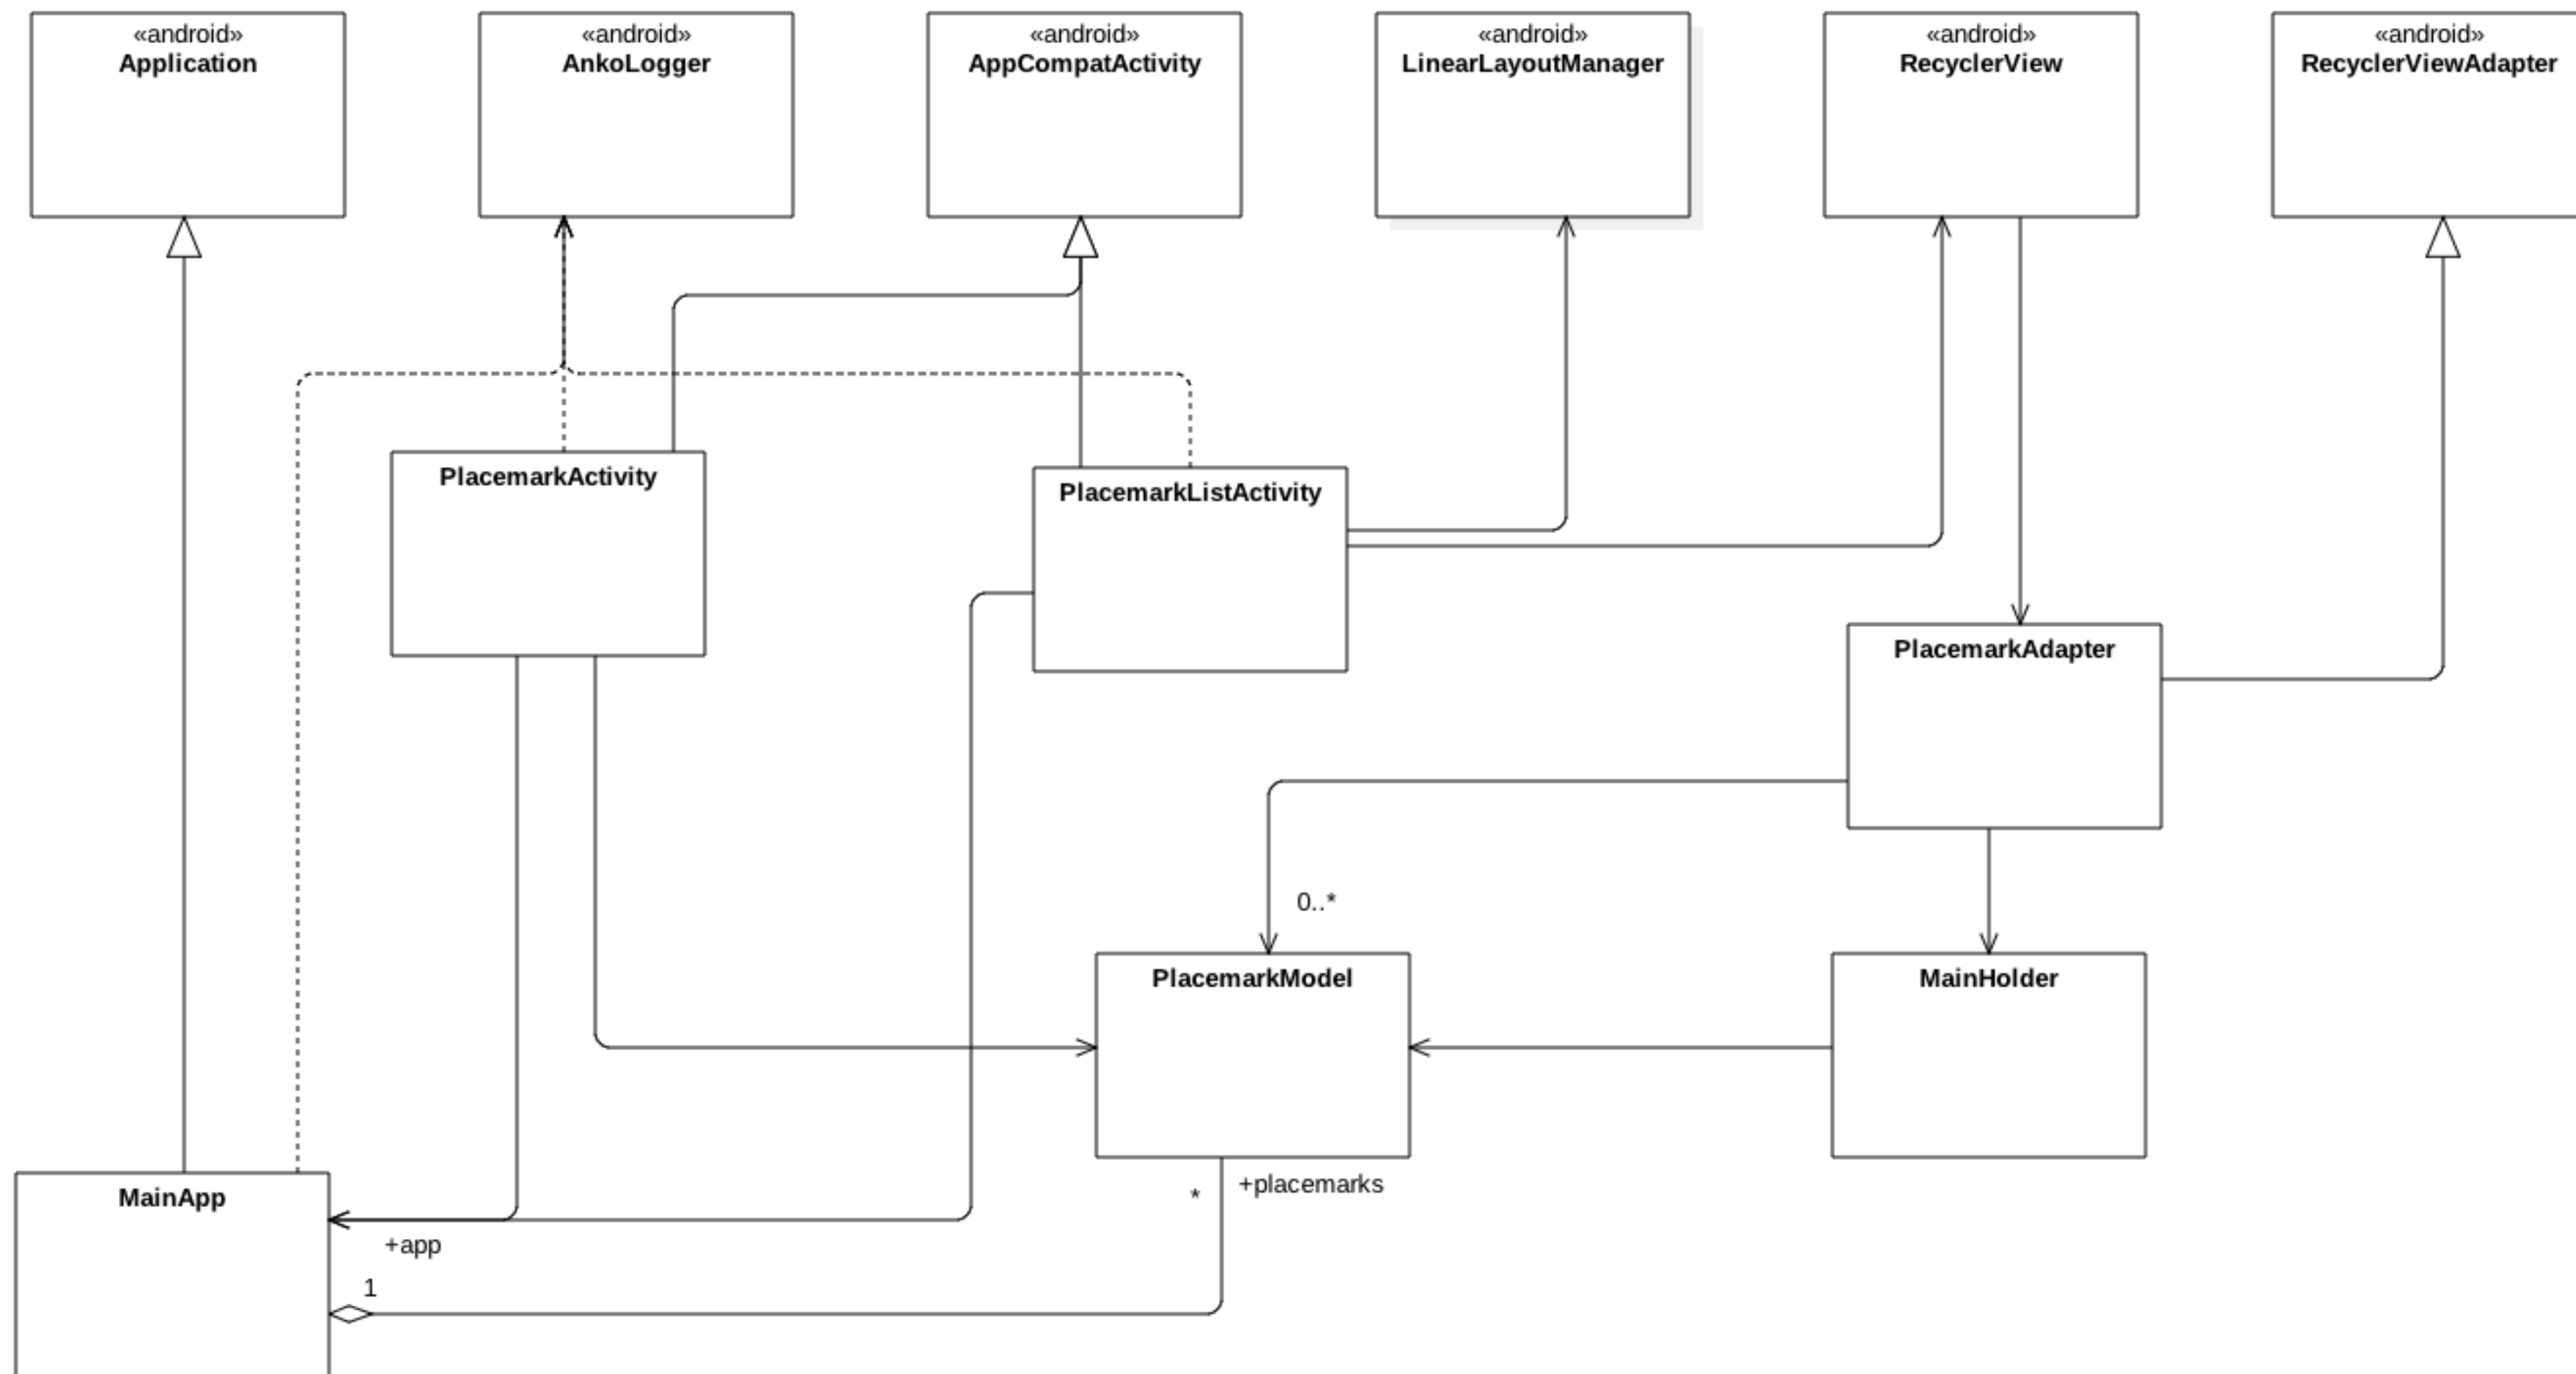 «android»
Application
«android»
AnkoLogger
«android»
AppCompatActivity
«android»
LinearLayoutManager
«android»
RecyclerView
«android»
RecyclerViewAdapter
PlacemarkActivity
PlacemarkListActivity
PlacemarkAdapter
0..*
PlacemarkModel
MainHolder
MainApp
*
+placemarks
+app
1